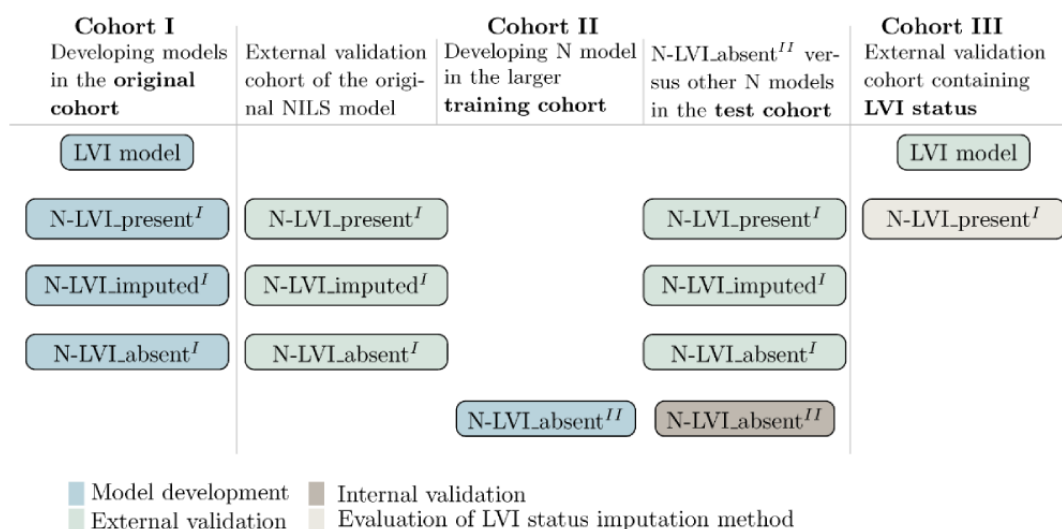 Cohort I
Developing models
in the original
cohort
Cohort II
External validation
cohort of the origi-
nal NILS model
Developing N model
in the larger
training cohort
N-LVI_absent^{II} ver-
sus other N models
in the test cohort
Cohort III
External validation
cohort containing
LVI status
LVI model
LVI model
N-LVI_present^I
N-LVI_present^I
N-LVI_present^I
N-LVI_present^I
N-LVI_imputed^I
N-LVI_imputed^I
N-LVI_imputed^I
N-LVI_absent^I
N-LVI_absent^I
N-LVI_absent^I
N-LVI_absent^{II}
N-LVI_absent^{II}
Model development
Internal validation
External validation
Evaluation of LVI status imputation method